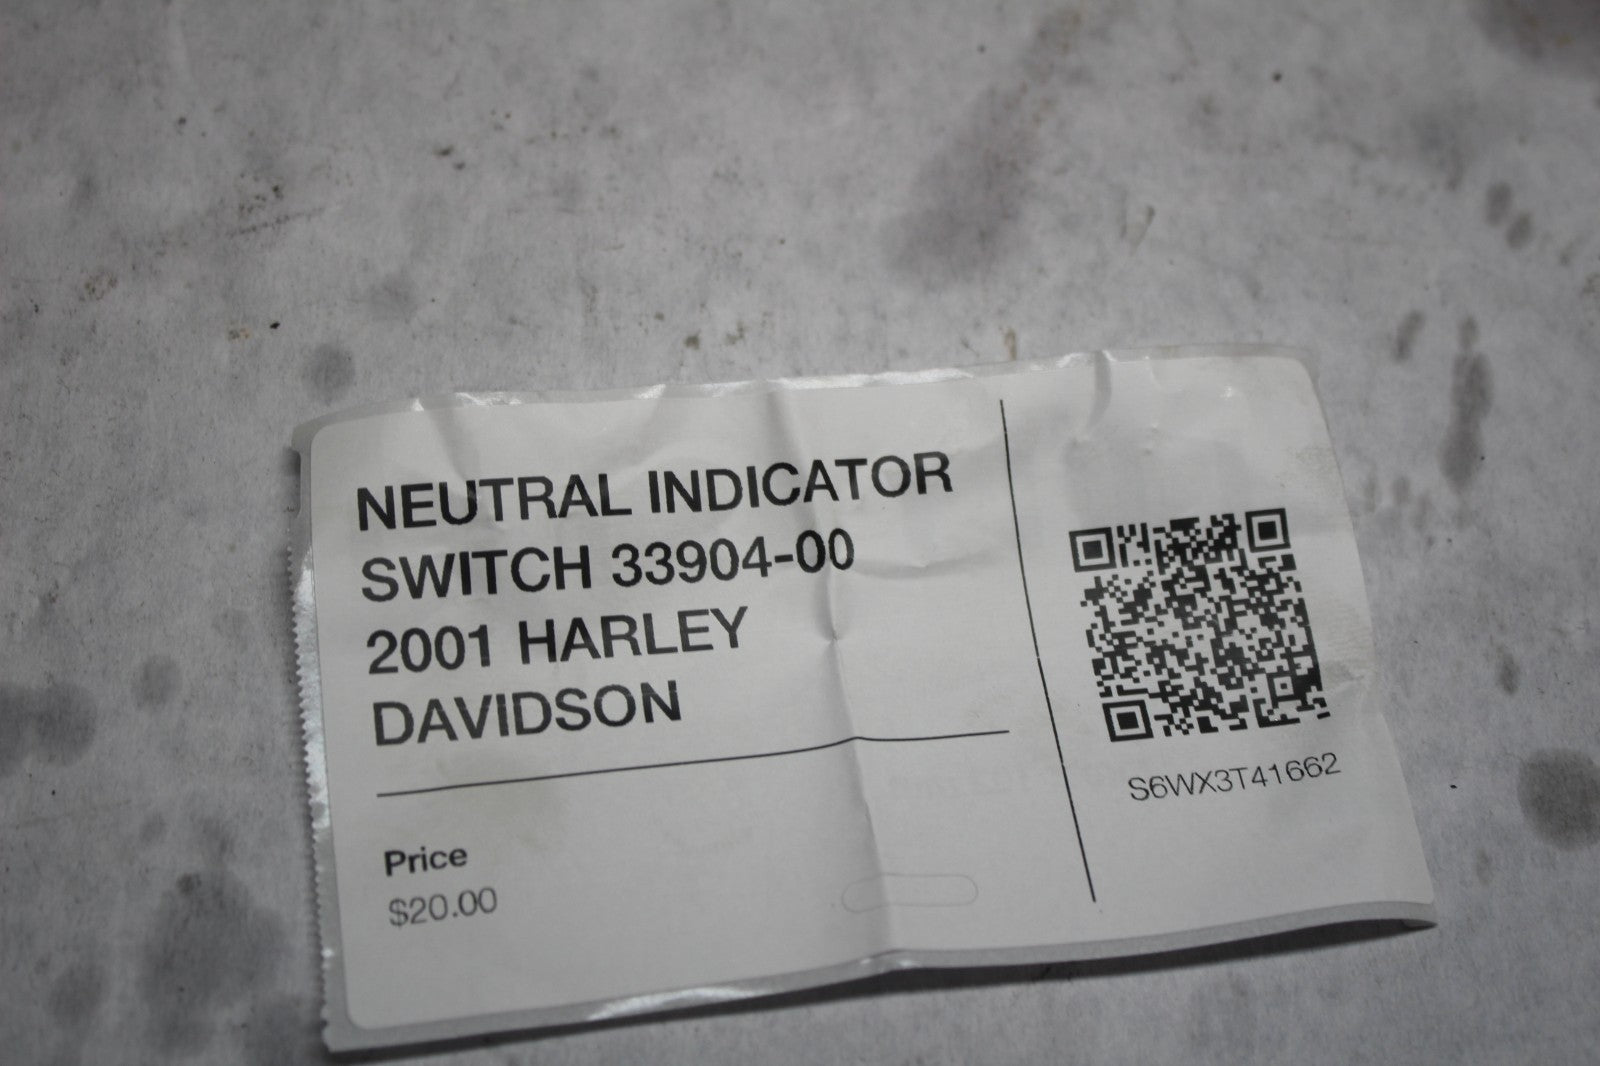 NEUTRAL INDICATOR
SWITCH 33904-00
2001 HARLEY
DAVIDSON
Price
$20.00
S6WX3T41662